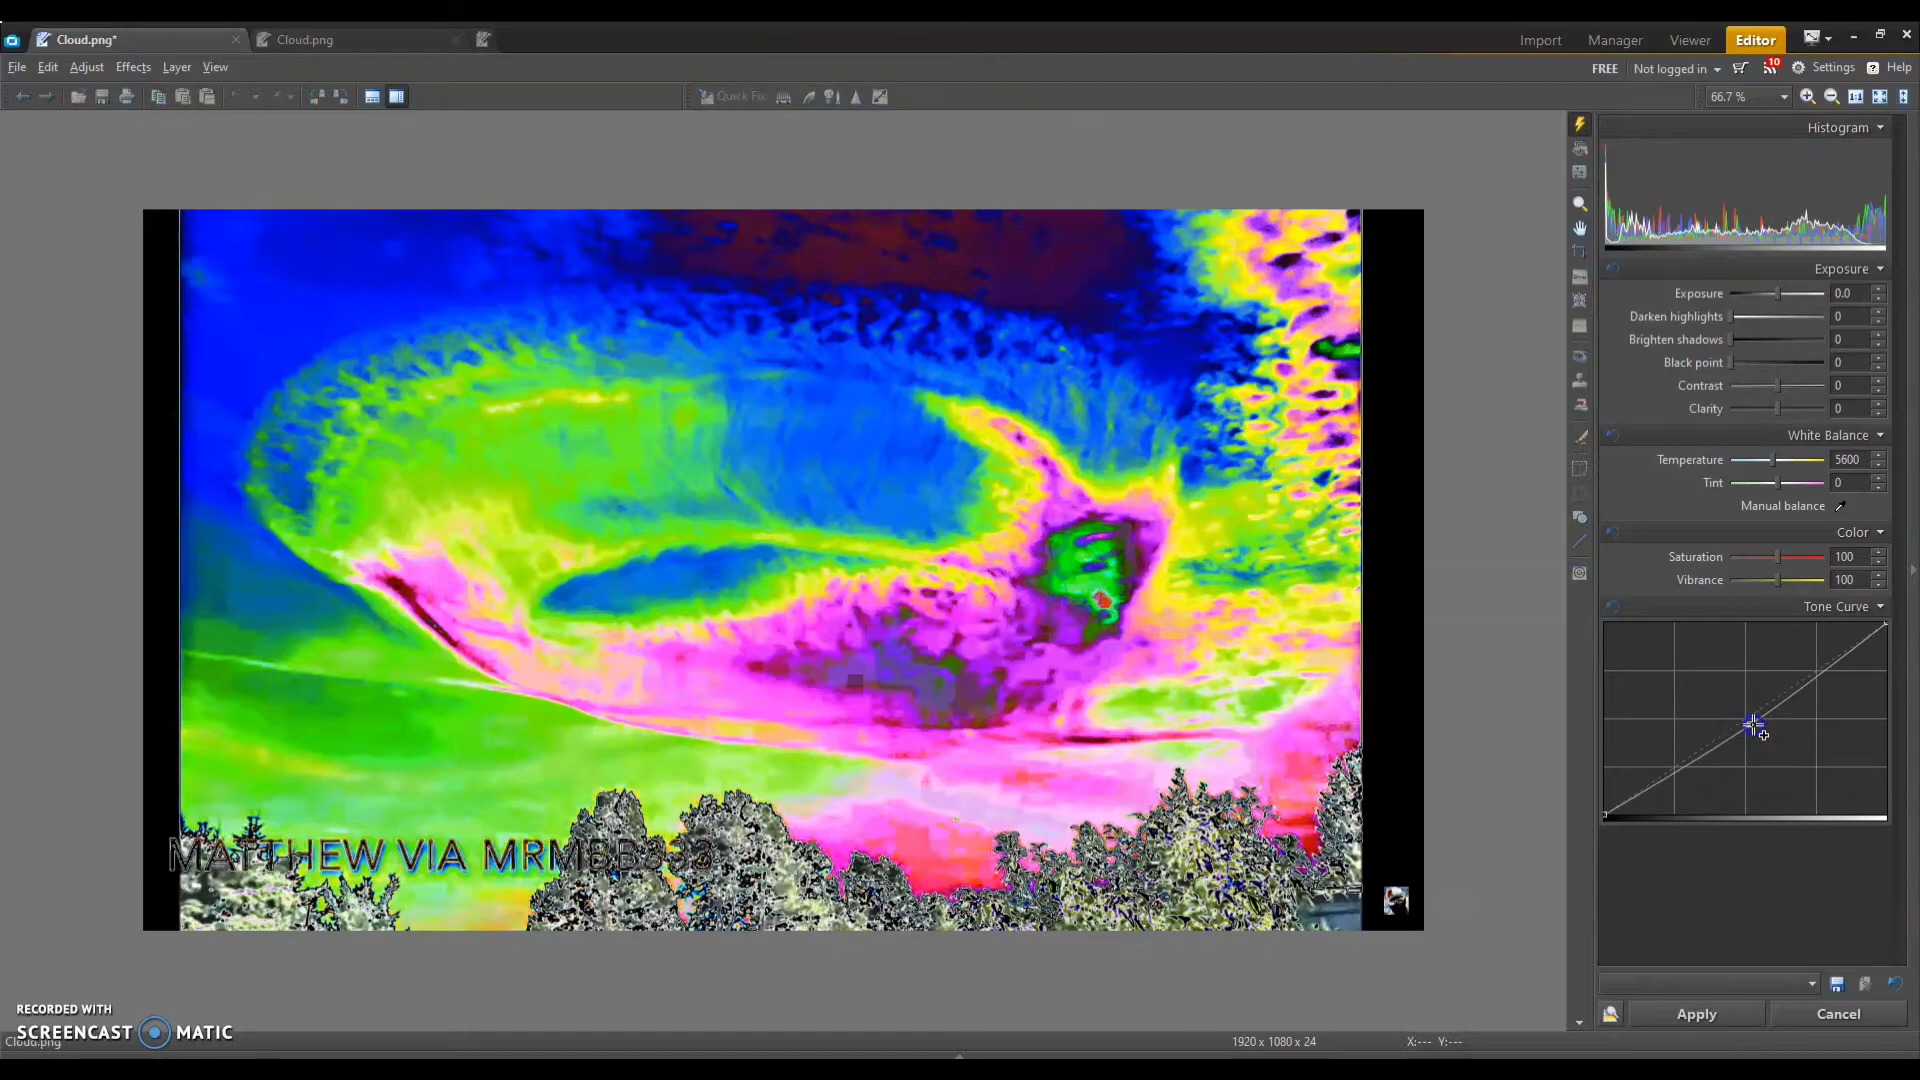 Cloud.png*
Cloud.png
Import
Manager
Viewer
Editor
File
Edit
Adjust
Effects
Layer
View
FREE
Not logged in
10
Settings
Help
Quick Fix
66.7 %
1:1
Histogram
Exposure
Exposure
0.0
Darken highlights
0
Brighten shadows
0
Black point
0
Contrast
0
Clarity
0
White Balance
Temperature
5600
Tint
0
Manual balance
Color
Saturation
100
Vibrance
100
Tone Curve
MATTHEW VIA MRMBB333
RECORDED WITH
SCREENCAST MATIC
Cloud.png
1920 x 1080 x 24
X:--- Y:---
Apply
Cancel